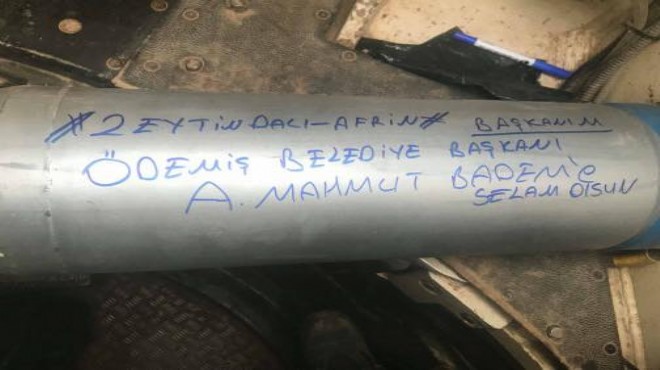 #ZEYTİNDALI-AFRİN# BAŞKANIM
ÖDEMİŞ BELEDİYE BAŞKANI
A. MAHMUT BADEM'E
SELAM OLSUN